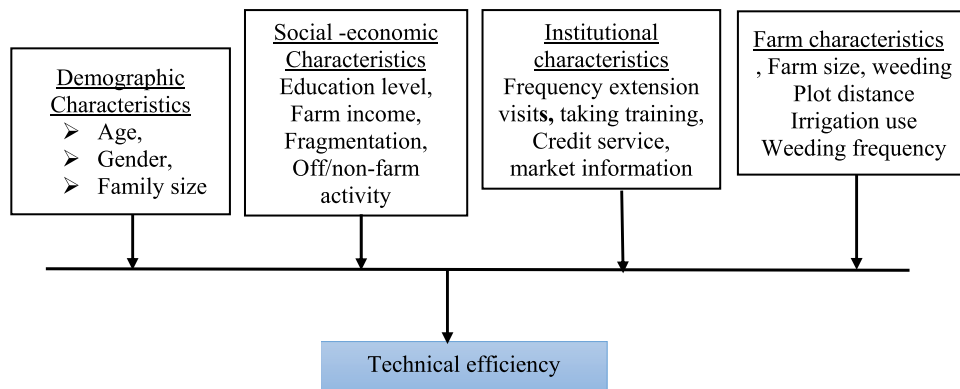 Demographic
Characteristics
➢ Age,
➢ Gender,
➢ Family size
Social -economic
Characteristics
Education level,
Farm income,
Fragmentation,
Off/non-farm
activity
Institutional
characteristics
Frequency extension
visits, taking training,
Credit service,
market information
Farm characteristics
, Farm size, weeding
Plot distance
Irrigation use
Weeding frequency
Technical efficiency